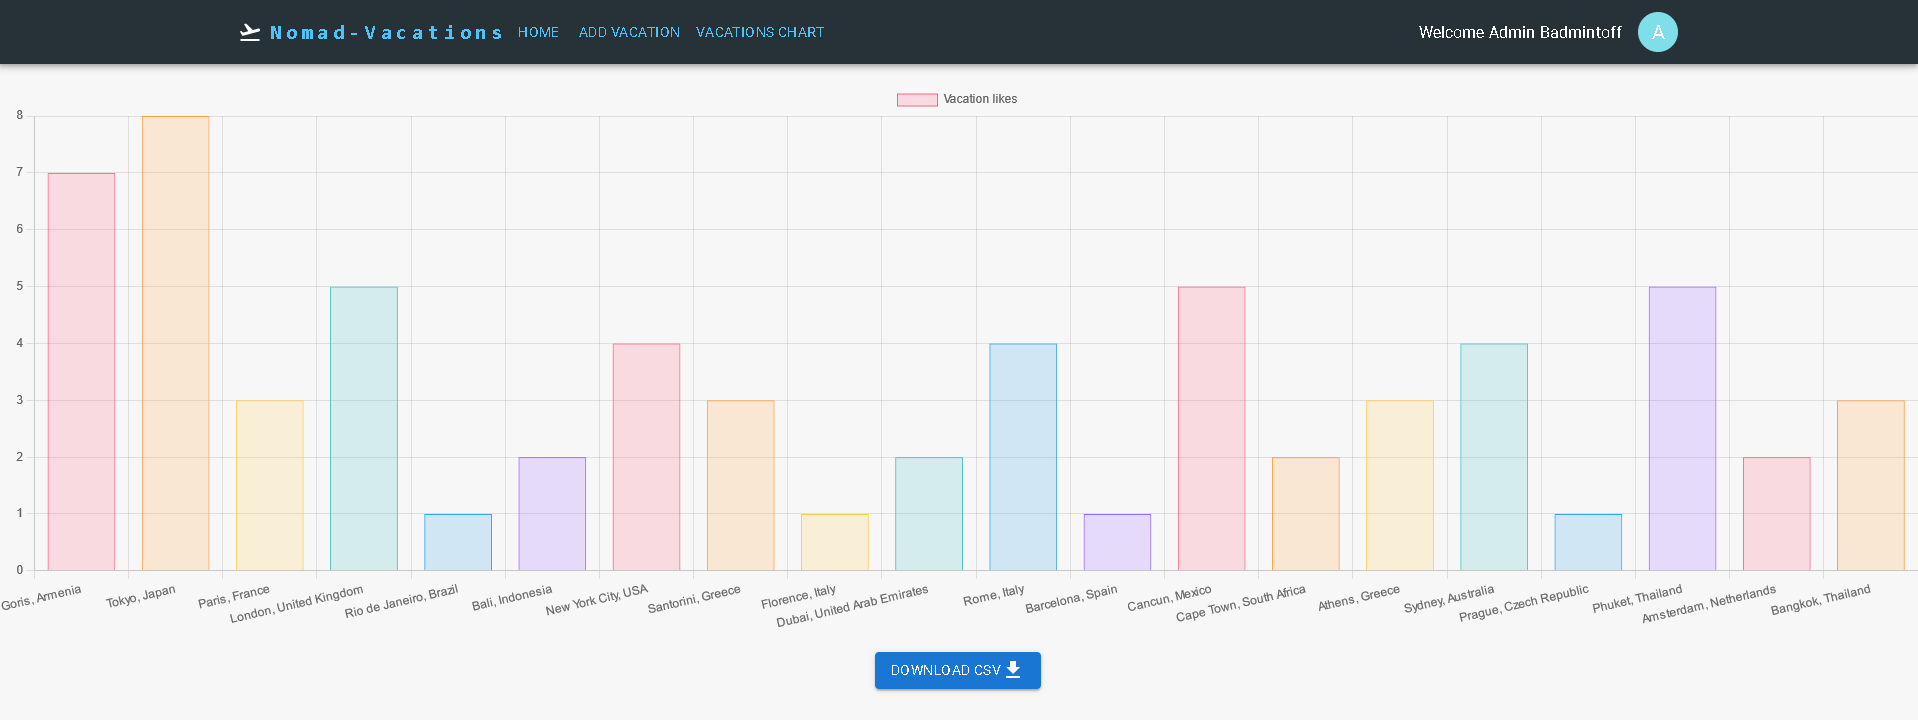 Nomad-Vacations HOME ADD VACATION VACATIONS CHART Welcome Admin Badmintoff A
Vacation likes
8
7
6
5
4
3
2
1
0
Goris, Armenia
Tokyo, Japan
Paris, France
London, United Kingdom
Rio de Janeiro, Brazil
Bali, Indonesia
New York City, USA
Santorini, Greece
Florence, Italy
Dubai, United Arab Emirates
Rome, Italy
Barcelona, Spain
Cancun, Mexico
Cape Town, South Africa
Athens, Greece
Sydney, Australia
Prague, Czech Republic
Phuket, Thailand
Amsterdam, Netherlands
Bangkok, Thailand
DOWNLOAD CSV